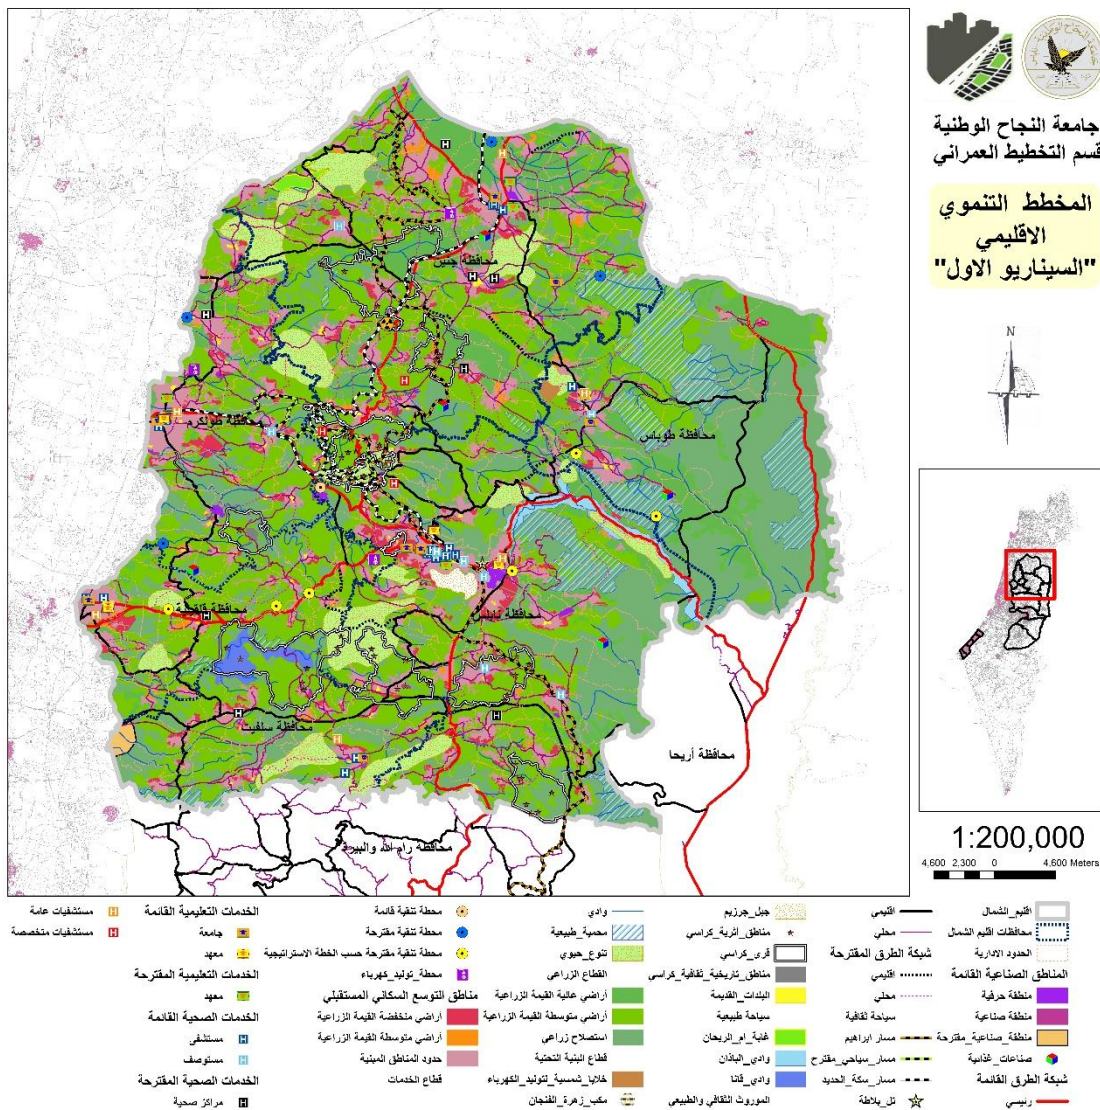 جامعة النجاح الوطنية
قسم التخطيط العمراني
المخطط التنموي
الاقليمي
"السيناريو الاول"
N
محافظة جنين
محافظة طولكرم
محافظة طوباس
محافظة قلقيلية
محافظة نابلس
محافظة سلفيت
محافظة أريحا
محافظة رام الله والبيرة
1:200,000
4,600 2,300 0 4,600 Meters
اقليم_الشمال
محافظات اقليم الشمال
الحدود الادارية
المناطق الصناعية القائمة
منطقة حرفية
منطقة صناعية
منطقة_صناعية_مقترحة
صناعات_غذائية
شبكة الطرق القائمة
رئيسي
اقليمي
محلي
شبكة الطرق المقترحة
اقليمي
محلي
سياحة ثقافية
مسار ابراهيم
مسار_سياحي_مقترح
مسار_سكة_الحديد
تل_بلاطة
جبل_جرزيم
مناطق_أثرية_كراسي
قرى_كراسي
مناطق_تاريخية_ثقافية_كراسي
البلدات_القديمة
سياحة طبيعية
غابة_ام_الريحان
وادي_الباذان
وادي_قانا
الموروث الثقافي والطبيعي
وادي
محمية_طبيعية
تنوع_حيوي
القطاع الزراعي
أراضي عالية القيمة الزراعية
أراضي متوسطة القيمة الزراعية
استصلاح زراعي
قطاع البنية التحتية
خلايا_شمسية_لتوليد_الكهرباء
مكب_زهرة_الفنجان
محطة تنقية قائمة
محطة تنقية مقترحة
محطة تنقية مقترحة حسب الخطة الاستراتيجية
محطة_توليد_كهرباء
مناطق التوسع السكاني المستقبلي
أراضي منخفضة القيمة الزراعية
أراضي متوسطة القيمة الزراعية
حدود المناطق المبنية
قطاع الخدمات
الخدمات التعليمية القائمة
جامعة
معهد
الخدمات التعليمية المقترحة
معهد
الخدمات الصحية القائمة
مستشفى
مستوصف
الخدمات الصحية المقترحة
مراكز صحية
مستشفيات عامة
مستشفيات متخصصة